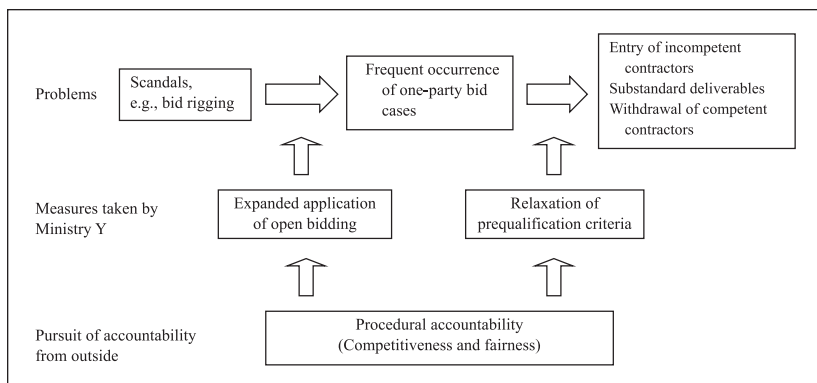 Problems
Scandals,
e.g., bid rigging
Frequent occurrence
of one-party bid
cases
Entry of incompetent
contractors
Substandard deliverables
Withdrawal of competent
contractors
Measures taken by
Ministry Y
Expanded application
of open bidding
Relaxation of
prequalification criteria
Pursuit of accountability
from outside
Procedural accountability
(Competitiveness and fairness)